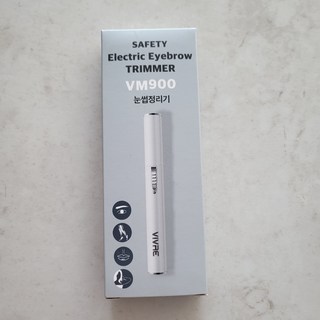 SAFETY
Electric Eyebrow
TRIMMER
VM900
눈썹정리기
VIVRE